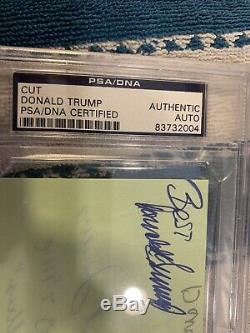 PSA/DNA
CUT
DONALD TRUMP
PSA/DNA CERTIFIED
AUTHENTIC
AUTO
83732004
Best